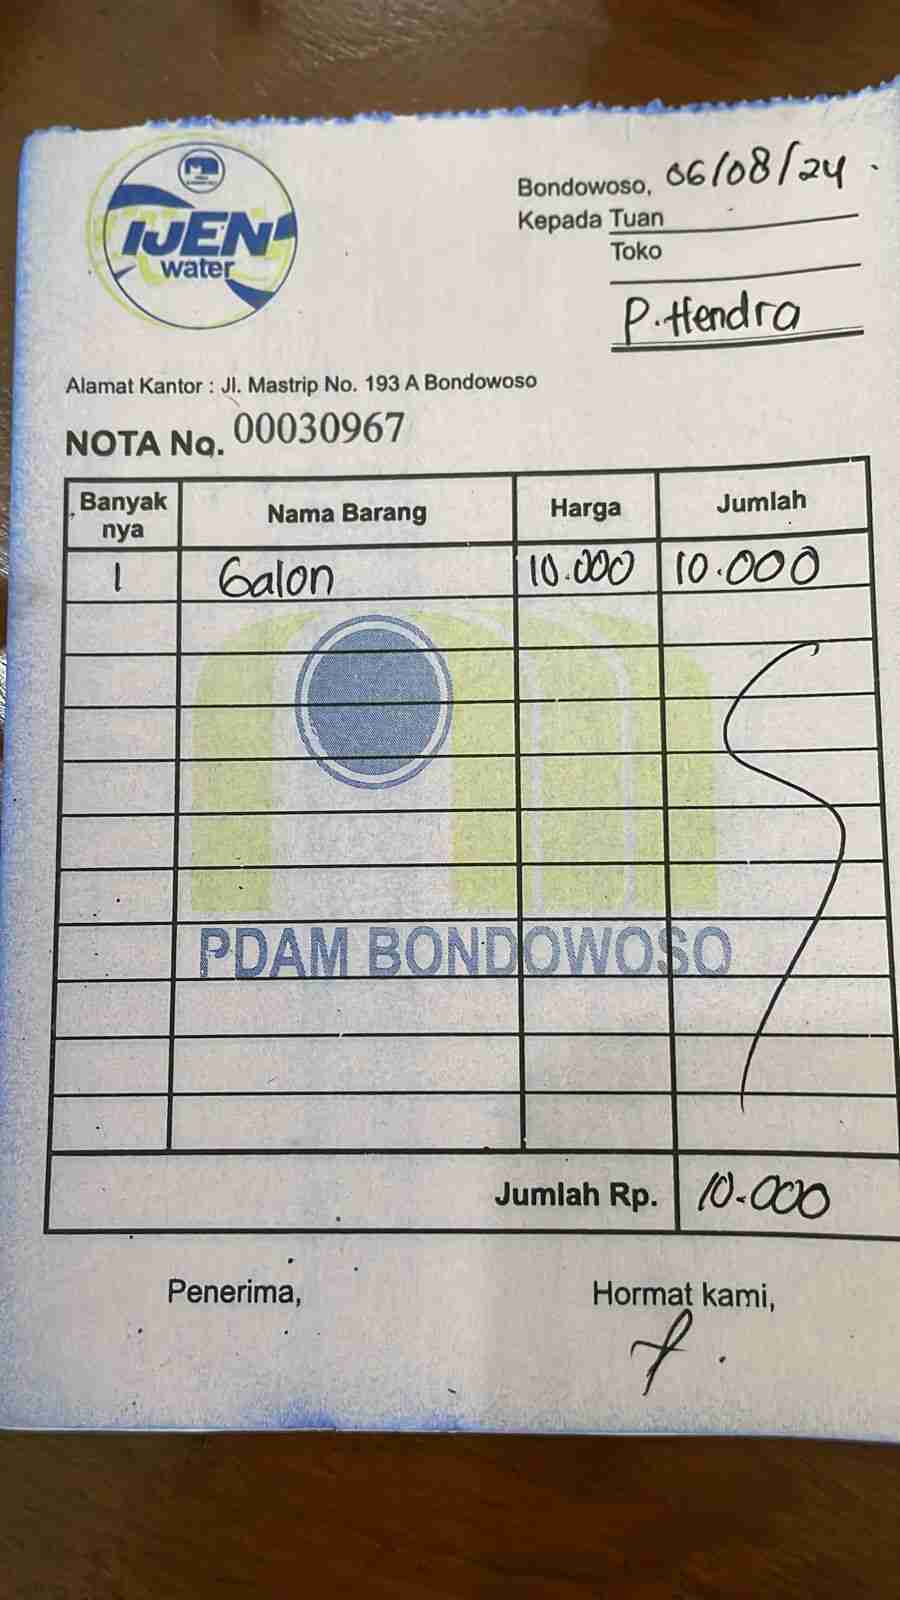 IJEN
water
Bondowoso, 06/08/24
Kepada Tuan
Toko
P. Hendra
Alamat Kantor : Jl. Mastrip No. 193 A Bondowoso
NOTA No. 00030967
Banyak nya Nama Barang Harga Jumlah
1 Galon 10.000 10.000
PDAM BONDOWOSO
Jumlah Rp. 10.000
Penerima, Hormat kami,